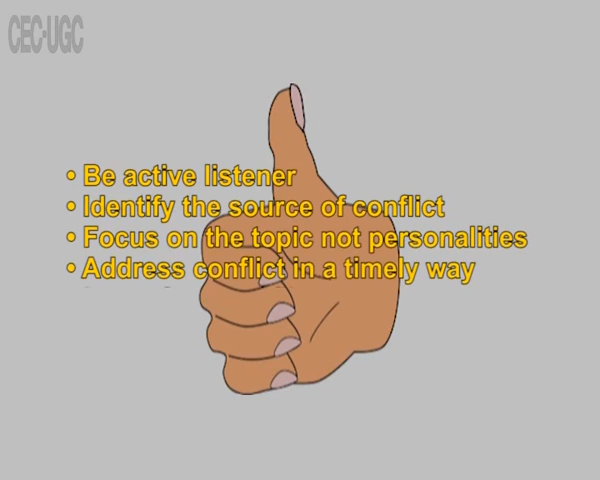 CEC-UGC
• Be active listener
• Identify the source of conflict
• Focus on the topic not personalities
• Address conflict in a timely way